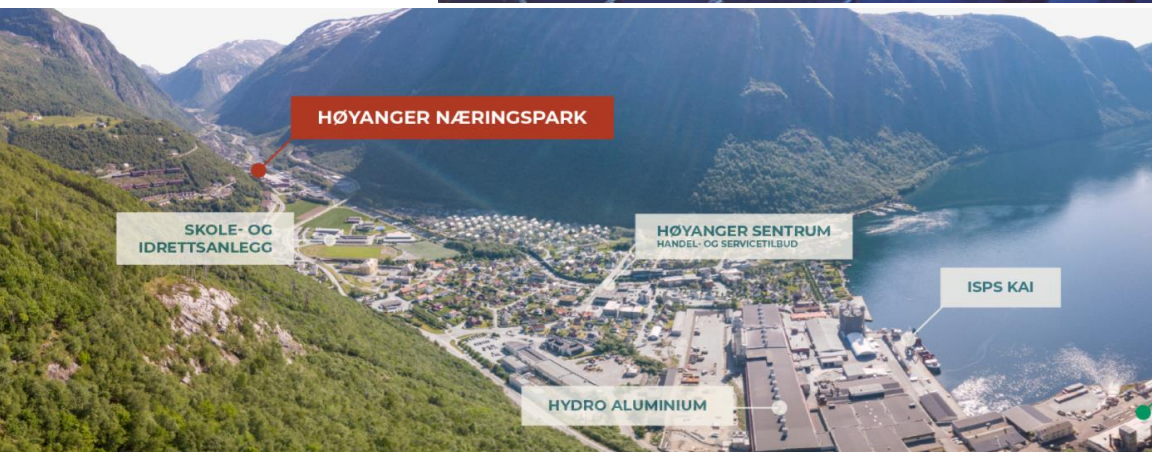 HØYANGER NÆRINGSPARK
SKOLE- OG
IDRETTSANLEGG
HØYANGER SENTRUM
HANDEL- OG SERVICETILBUD
ISPS KAI
HYDRO ALUMINIUM